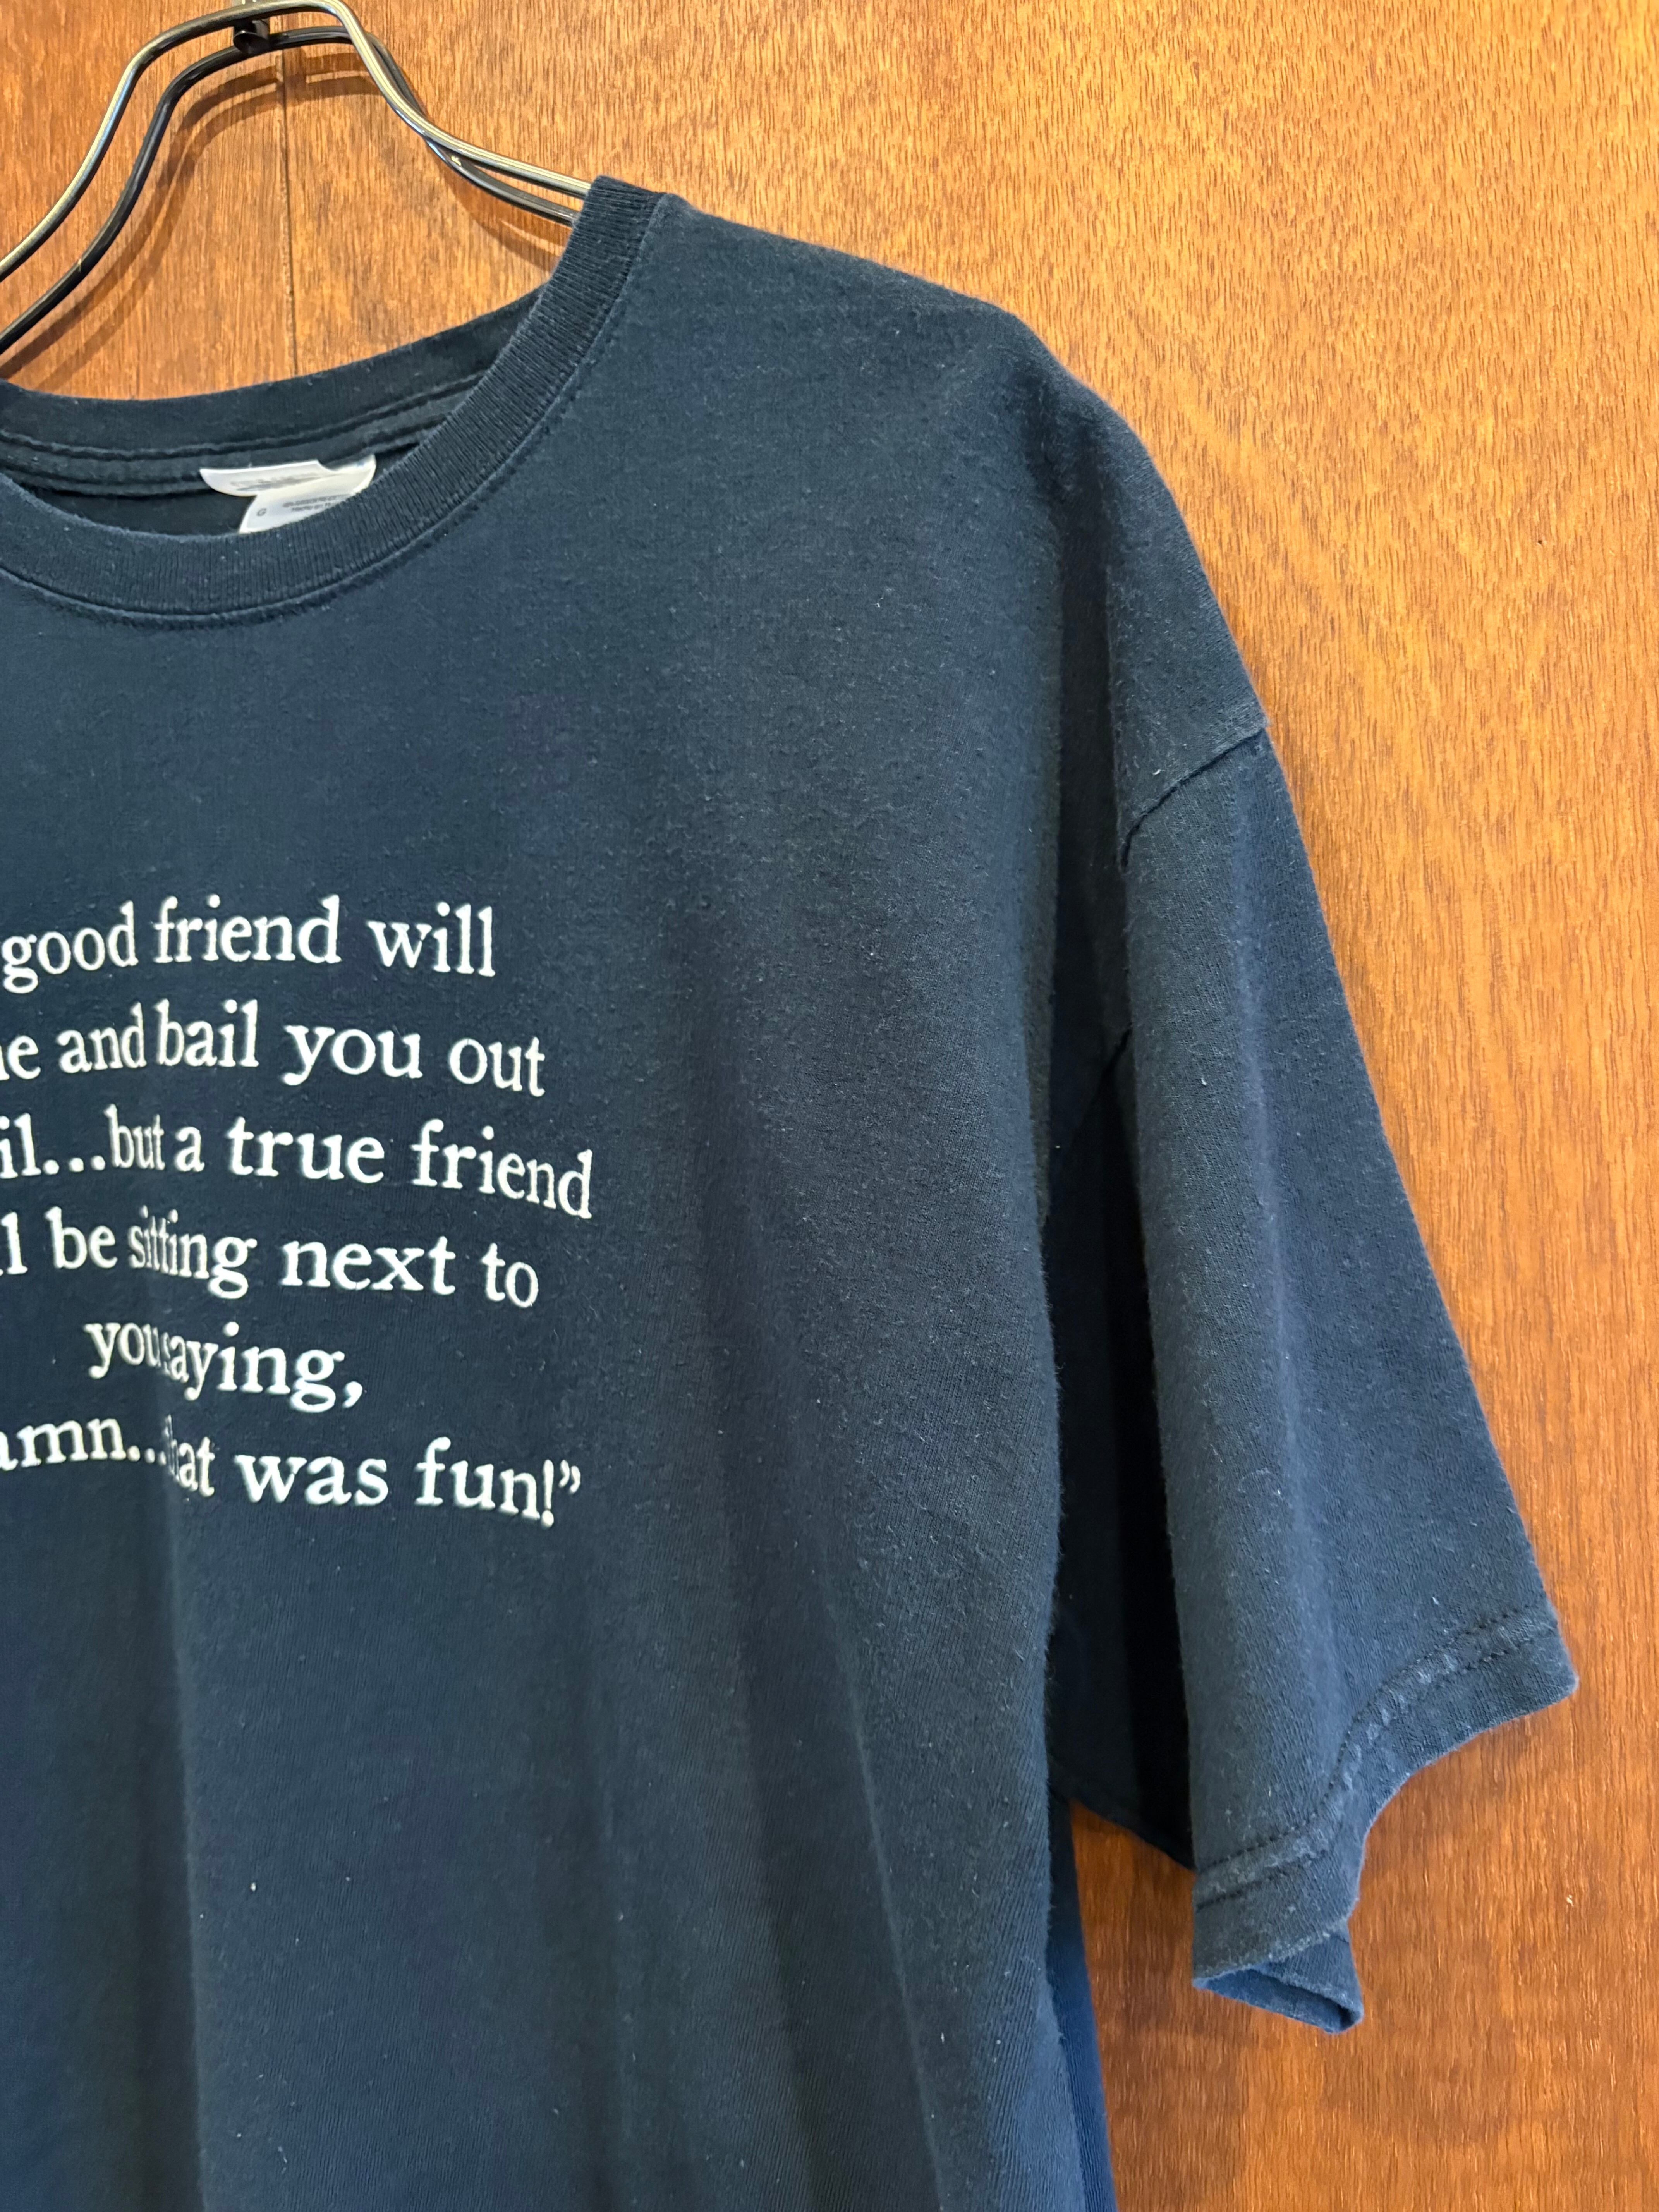 good friend will
e and bail you out
il...but a true friend
l be sitting next to
you saying,
amn...that was fun!”
G